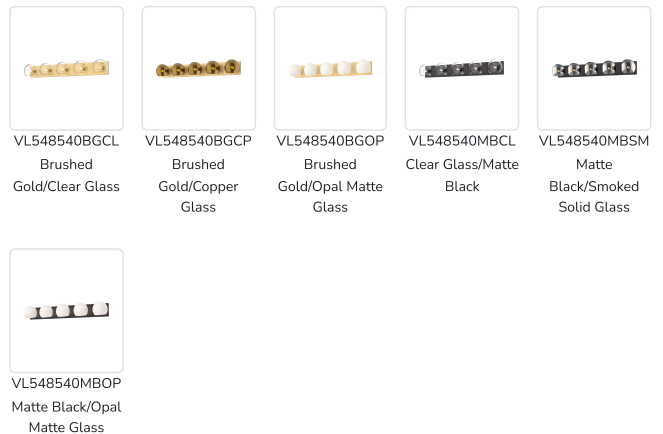 VL548540BGCL
Brushed
Gold/Clear Glass
VL548540BGCP
Brushed
Gold/Copper
Glass
VL548540BGOP
Brushed
Gold/Opal Matte
Glass
VL548540MBCL
Clear Glass/Matte
Black
VL548540MBSM
Matte
Black/Smoked
Solid Glass
VL548540MBOP
Matte Black/Opal
Matte Glass